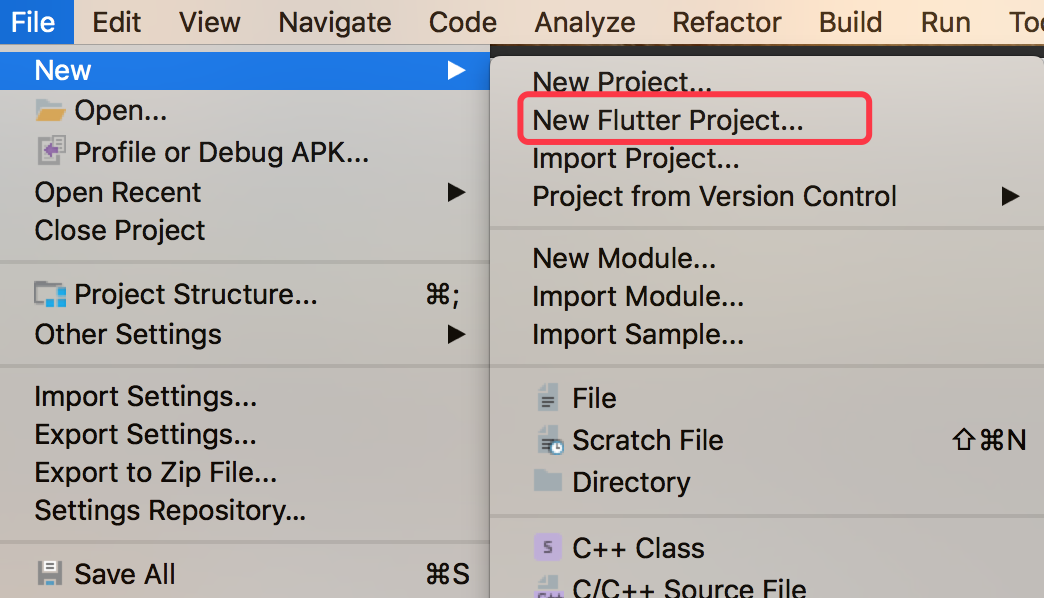 File Edit View Navigate Code Analyze Refactor Build Run
New
Open...
Profile or Debug APK...
Open Recent
Close Project
Project Structure... ⌘;
Other Settings
Import Settings...
Export Settings...
Export to Zip File...
Settings Repository...
Save All ⌘S
New Project...
New Flutter Project...
Import Project...
Project from Version Control
New Module...
Import Module...
Import Sample...
File
Scratch File ⇧⌘N
Directory
S C++ Class
C/C++ Source File